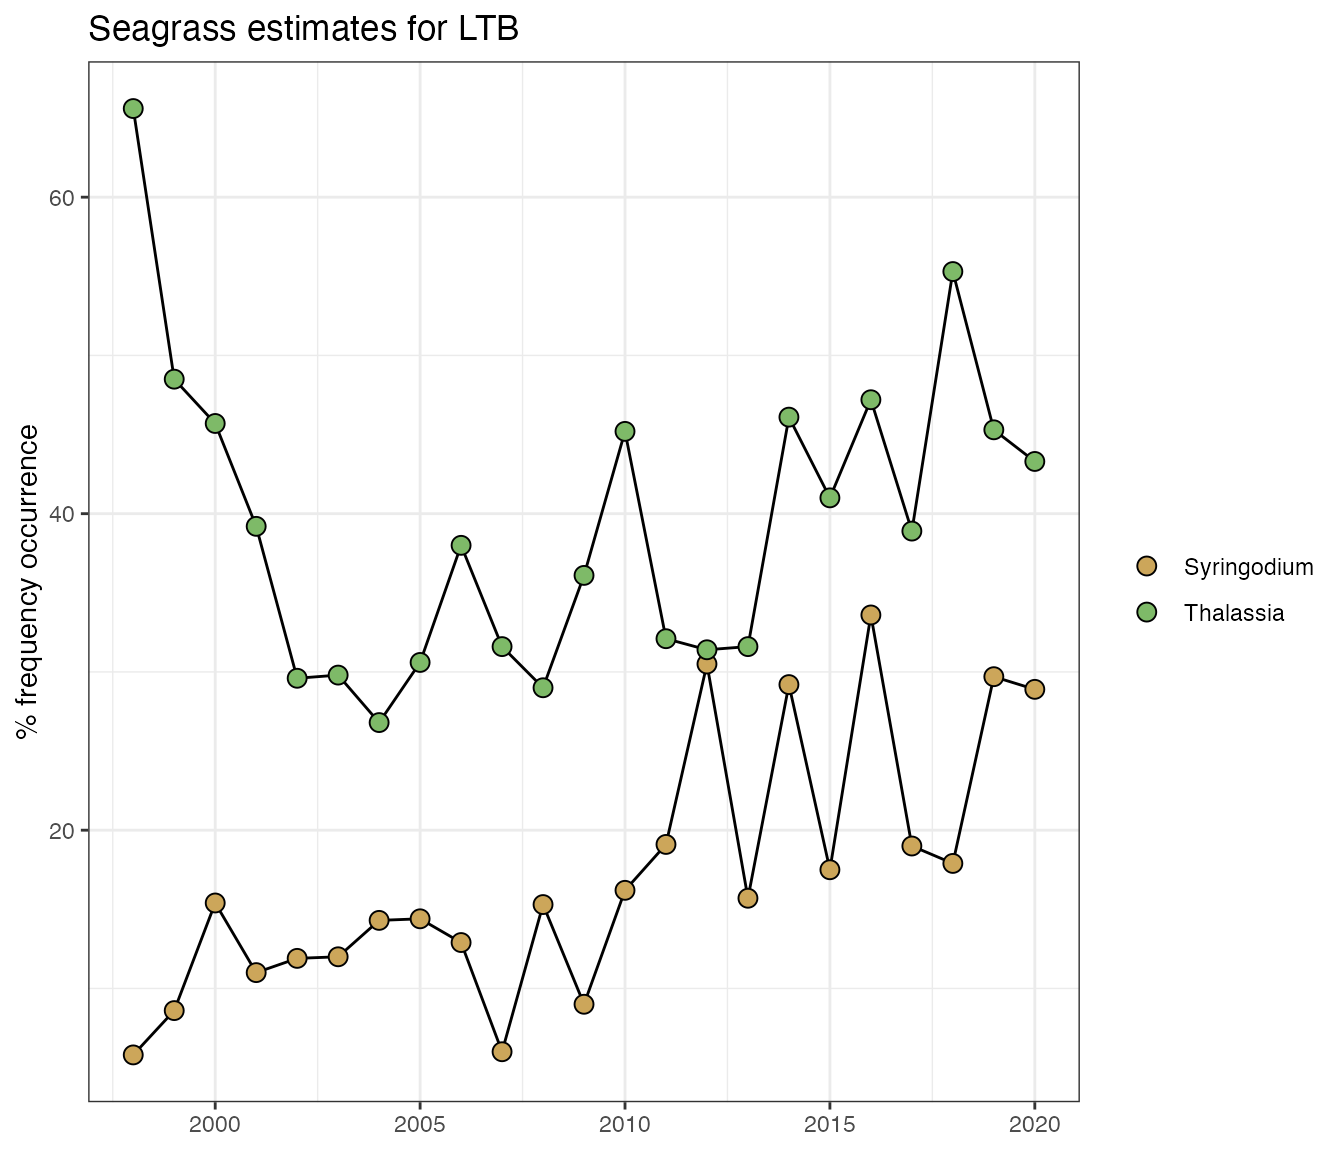 Seagrass estimates for LTB
% frequency occurrence
60
40
20
2000 2005 2010 2015 2020
Syringodium
Thalassia